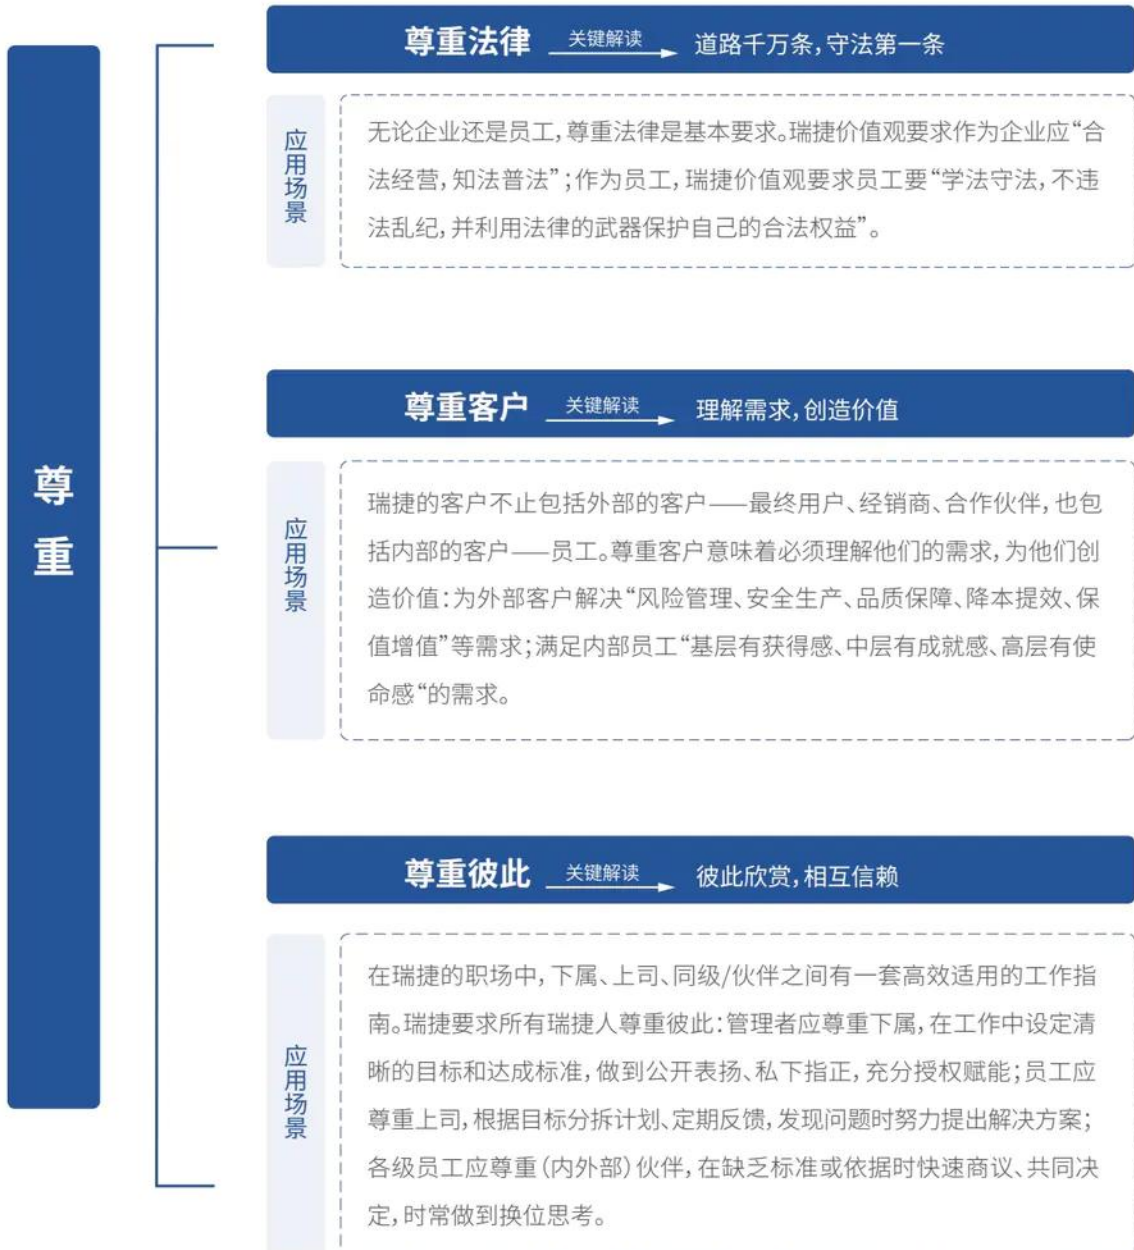 尊重
尊重法律 关键解读 道路千万条,守法第一条
应用场景
无论企业还是员工,尊重法律是基本要求。瑞捷价值观要求作为企业应“合
法经营,知法普法”;作为员工,瑞捷价值观要求员工要“学法守法,不违
法乱纪,并利用法律的武器保护自己的合法权益”。
尊重客户 关键解读 理解需求,创造价值
应用场景
瑞捷的客户不止包括外部的客户——最终用户、经销商、合作伙伴,也包
括内部的客户——员工。尊重客户意味着必须理解他们的需求,为他们创
造价值:为外部客户解决“风险管理、安全生产、品质保障、降本提效、保
值增值”等需求;满足内部员工“基层有获得感、中层有成就感、高层有使
命感“的需求。
尊重彼此 关键解读 彼此欣赏,相互信赖
应用场景
在瑞捷的职场中,下属、上司、同级/伙伴之间有一套高效适用的工作指
南。瑞捷要求所有瑞捷人尊重彼此:管理者应尊重下属,在工作中设定清
晰的目标和达成标准,做到公开表扬、私下指正,充分授权赋能;员工应
尊重上司,根据目标分拆计划、定期反馈,发现问题时努力提出解决方案;
各级员工应尊重(内外部)伙伴,在缺乏标准或依据时快速商议、共同决
定,时常做到换位思考。